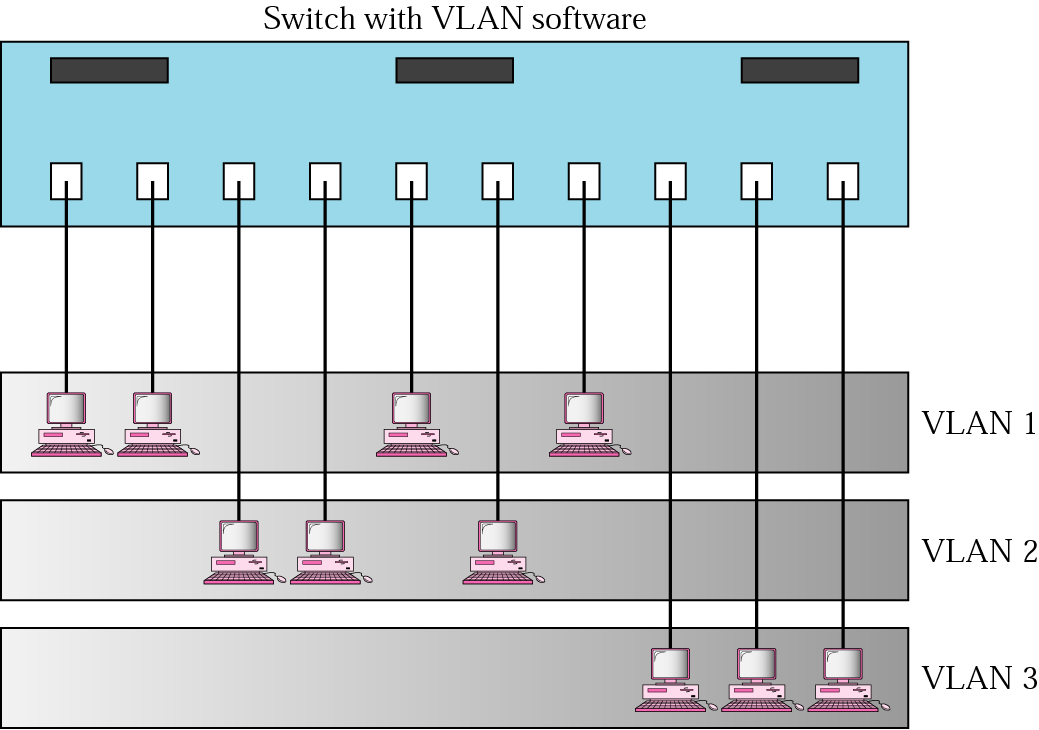 Switch with VLAN software
VLAN 1
VLAN 2
VLAN 3